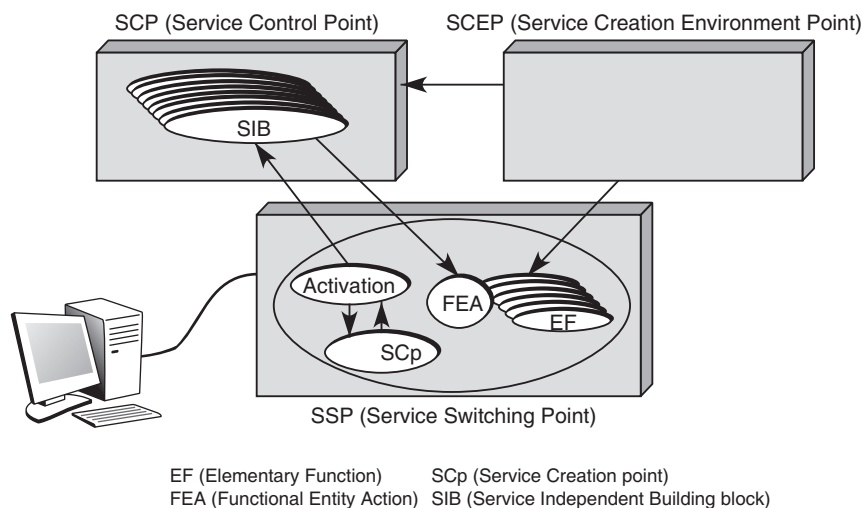 SCP (Service Control Point)
SCEP (Service Creation Environment Point)
SIB
Activation
FEA
EF
SCp
SSP (Service Switching Point)
EF (Elementary Function)
SCp (Service Creation point)
FEA (Functional Entity Action)
SIB (Service Independent Building block)